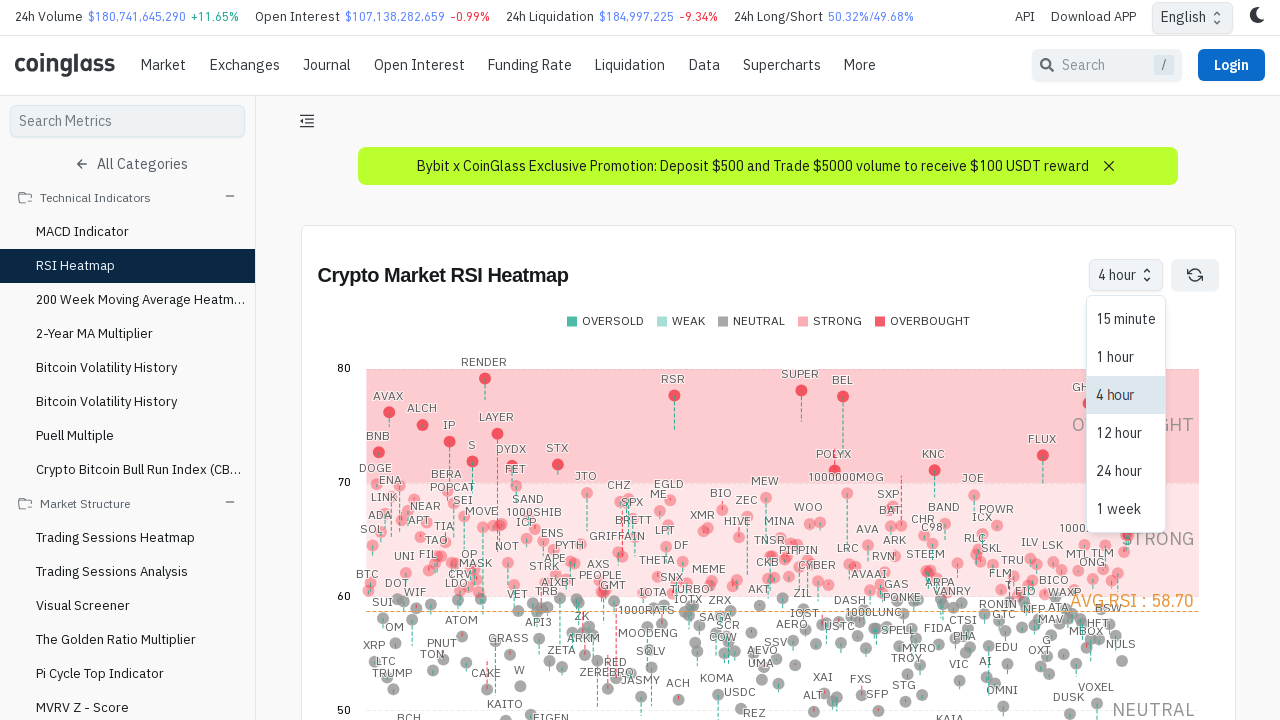 24h Volume $180,741,645,290 +11.65% Open Interest $107,138,282,659 -0.99% 24h Liquidation $184,997,225 -9.34% 24h Long/Short 50.32%/49.68% API Download APP English
coinglass Market Exchanges Journal Open Interest Funding Rate Liquidation Data Supercharts More Search / Login
Search Metrics
All Categories
Technical Indicators
MACD Indicator
RSI Heatmap
200 Week Moving Average Heatm...
2-Year MA Multiplier
Bitcoin Volatility History
Bitcoin Volatility History
Puell Multiple
Crypto Bitcoin Bull Run Index (CB...
Market Structure
Trading Sessions Heatmap
Trading Sessions Analysis
Visual Screener
The Golden Ratio Multiplier
Pi Cycle Top Indicator
MVRV Z - Score
Bybit x CoinGlass Exclusive Promotion: Deposit $500 and Trade $5000 volume to receive $100 USDT reward
Crypto Market RSI Heatmap
4 hour
15 minute
1 hour
4 hour
12 hour
24 hour
1 week
OVERSOLD WEAK NEUTRAL STRONG OVERBOUGHT
80
70
60
50
RENDER
RSR
SUPER
BEL
AVAX
ALCH
IP
LAYER
BNB
S
DYDX
STX
FLUX
POLYX
KNC
DOGE
ENA
BERA
FET
JTO
1000000MOG
JOE
POPCAT
CHZ
EGLD
MEW
LINK
NEAR
SEI
SAND
SPX
ME
BIO
ZEC
SXP
ADA
APT
MOVE
1000SHIB
BRETT
XMR
HIVE
MINA
WOO
BAT
BAND
POWR
SOL
TIA
ICP
ENS
GRIFFAIN
LPT
AVA
CHR
C98
ICX
TAO
NOT
PYTH
DF
TNSR
ARK
RLC
UNI
FIL
OP
APE
THETA
PIPPIN
LRC
RVN
STEEM
SKL
ILV
LSK
STRONG
BTC
MASK
STRK
AXS
MEME
CKB
CYBER
TRU
MTL
TLM
DOT
CRV
PEOPLE
SNX
AVAAI
FLM
ONG
WIF
LDO
AIXBT
GMT
IOTA
TURBO
AKT
ZIL
GAS
ARPA
BICO
SUI
VET
TRB
IOTX
ZRX
DASH
PONKE
VANRY
WAXP
AVG RSI : 58.70
ATOM
API3
ZK
1000RATS
SAGA
IOST
1000LUNC
RONIN
NFP
ATA
BSW
OM
ARKM
MOODENG
SCR
AERO
USTC
SPELL
FIDA
CTSI
GTC
MAV
HFT
XRP
PNUT
GRASS
COW
SSV
PHA
MBOX
LTC
TON
ZETA
RED
SOLV
AEVO
MYRO
EDU
OXT
G
NULS
TRUMP
CAKE
W
ZEREBRO
JASMY
KOMA
UMA
XAI
FXS
TROY
VIC
AI
KAITO
ACH
USDC
ALT
SFP
STG
OMNI
DUSK
VOXEL
BCH
EIGEN
REZ
KAIA
NEUTRAL